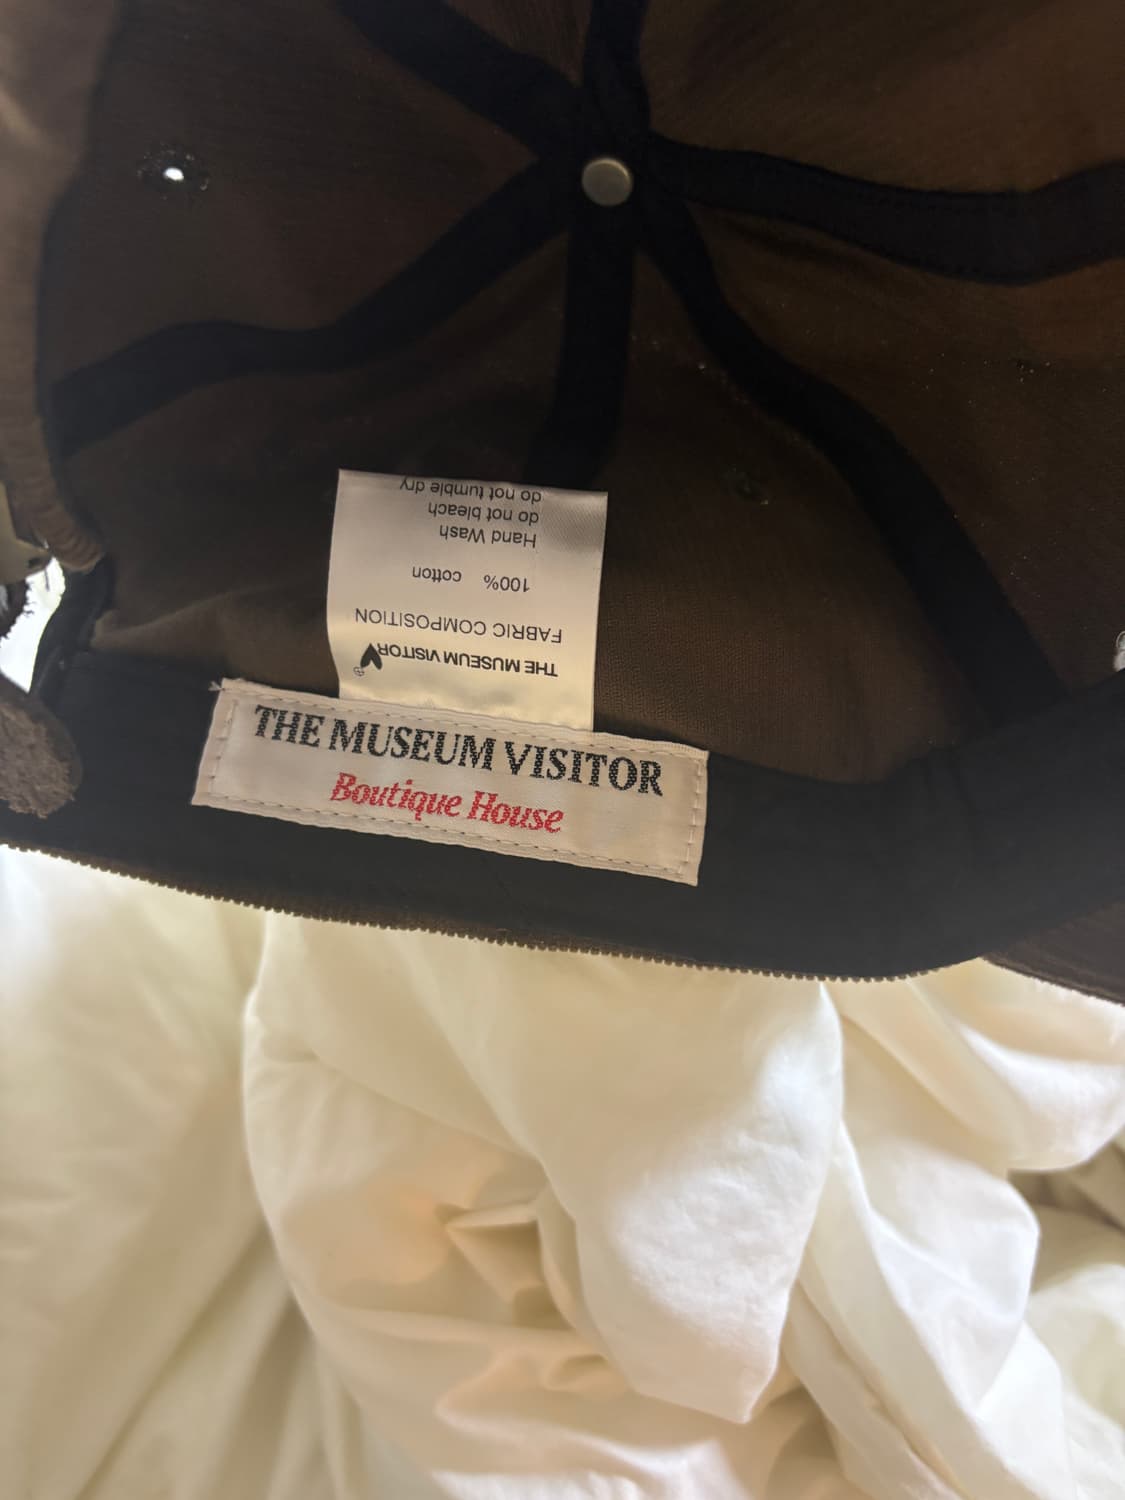 THE MUSEUM VISITOR
Boutique House
THE MUSEUM VISITOR
FABRIC COMPOSITION
100% cotton
Hand Wash
do not bleach
do not tumble dry